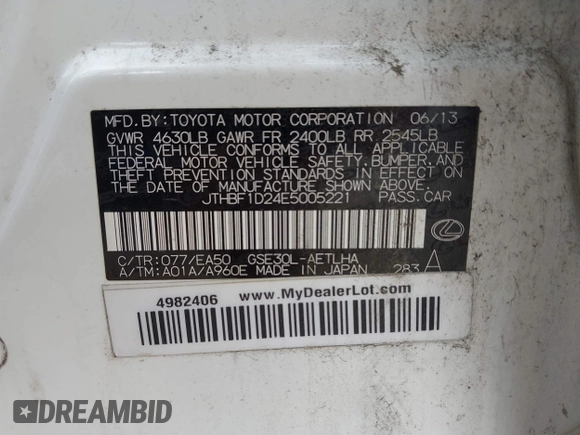 MFD. BY: TOYOTA MOTOR CORPORATION 06/13
GVWR 4630LB GAWR FR 2400LB RR 2545LB
THIS VEHICLE CONFORMS TO ALL APPLICABLE
FEDERAL MOTOR VEHICLE SAFETY, BUMPER, AND
THEFT PREVENTION STANDARDS IN EFFECT ON
THE DATE OF MANUFACTURE SHOWN ABOVE.
JTHBF1D24E5005221 PASS. CAR
C/TR: 077/EA50 GSE30L-AETLHA
A/TM: A01A/A960E MADE IN JAPAN 283 A
4982406 www.MyDealerLot.com
DREAMBID